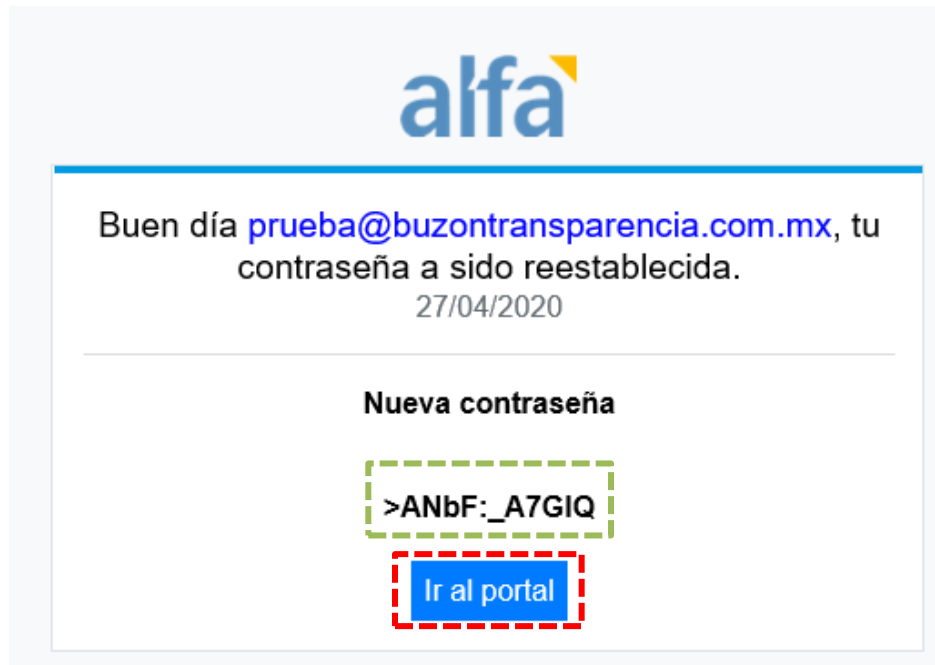 alfa
Buen día prueba@buzontransparencia.com.mx, tu
contraseña a sido reestablecida.
27/04/2020
Nueva contraseña
>ANbF:_A7GIQ
Ir al portal